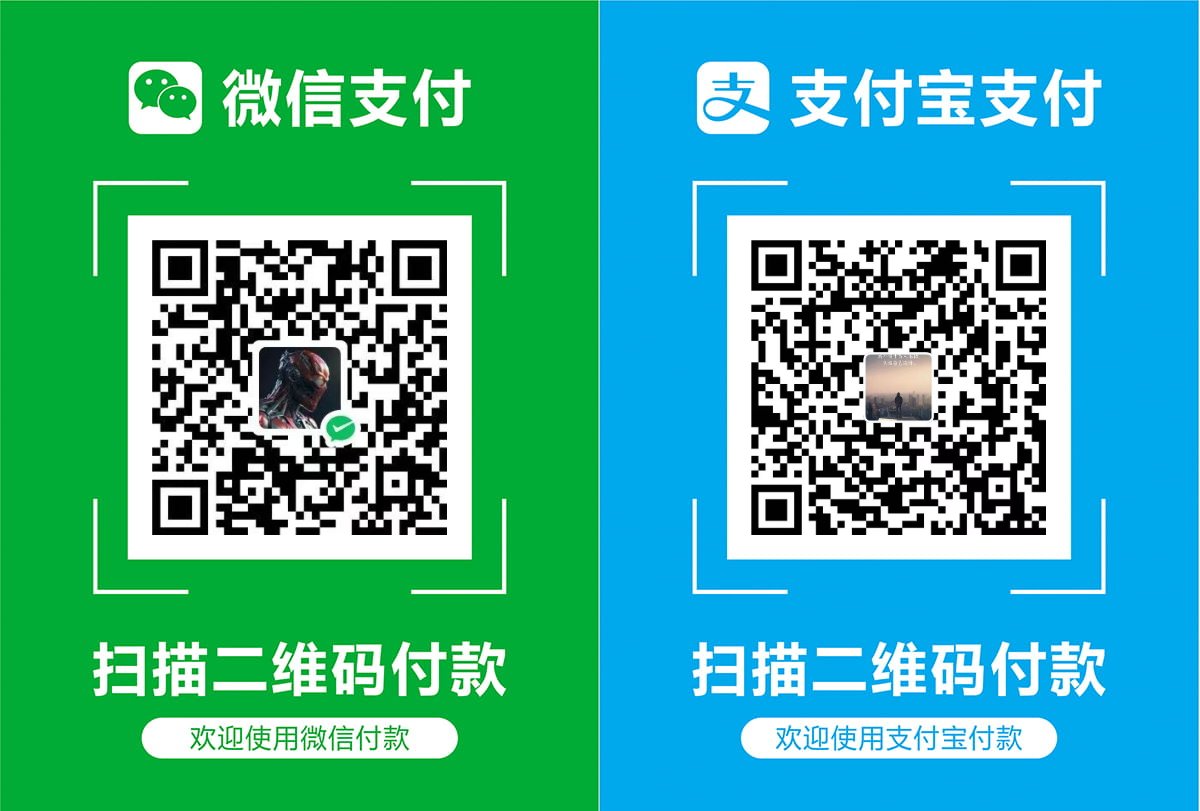 微信支付
扫描二维码付款
欢迎使用微信付款
支 支付宝支付
扫描二维码付款
欢迎使用支付宝付款